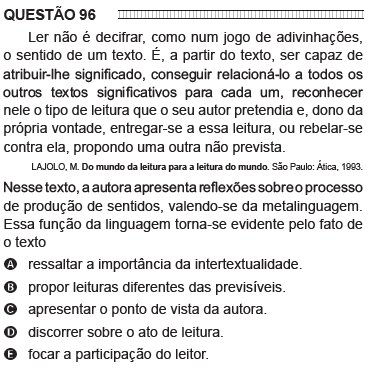 QUESTÃO 96
Ler não é decifrar, como num jogo de adivinhações,
o sentido de um texto. É, a partir do texto, ser capaz de
atribuir-lhe significado, conseguir relacioná-lo a todos os
outros textos significativos para cada um, reconhecer
nele o tipo de leitura que o seu autor pretendia e, dono da
própria vontade, entregar-se a essa leitura, ou rebelar-se
contra ela, propondo uma outra não prevista.
LAJOLO, M. Do mundo da leitura para a leitura do mundo. São Paulo: Ática, 1993.
Nesse texto, a autora apresenta reflexões sobre o processo
de produção de sentidos, valendo-se da metalinguagem.
Essa função da linguagem torna-se evidente pelo fato de
o texto
A ressaltar a importância da intertextualidade.
B propor leituras diferentes das previsíveis.
C apresentar o ponto de vista da autora.
D discorrer sobre o ato de leitura.
E focar a participação do leitor.